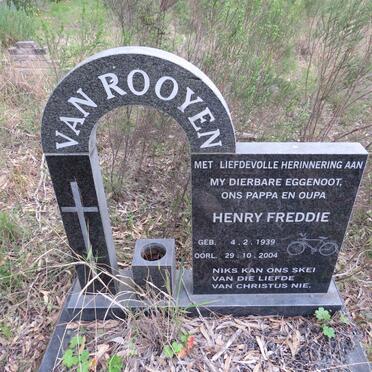 VAN ROOYEN
MET LIEFDEVOLLE HERINNERING AAN
MY DIERBARE EGGENOOT,
ONS PAPPA EN OUPA
HENRY FREDDIE
GEB. 4.2.1939
OORL. 29.10.2004
NIKS KAN ONS SKEI
VAN DIE LIEFDE
VAN CHRISTUS NIE.